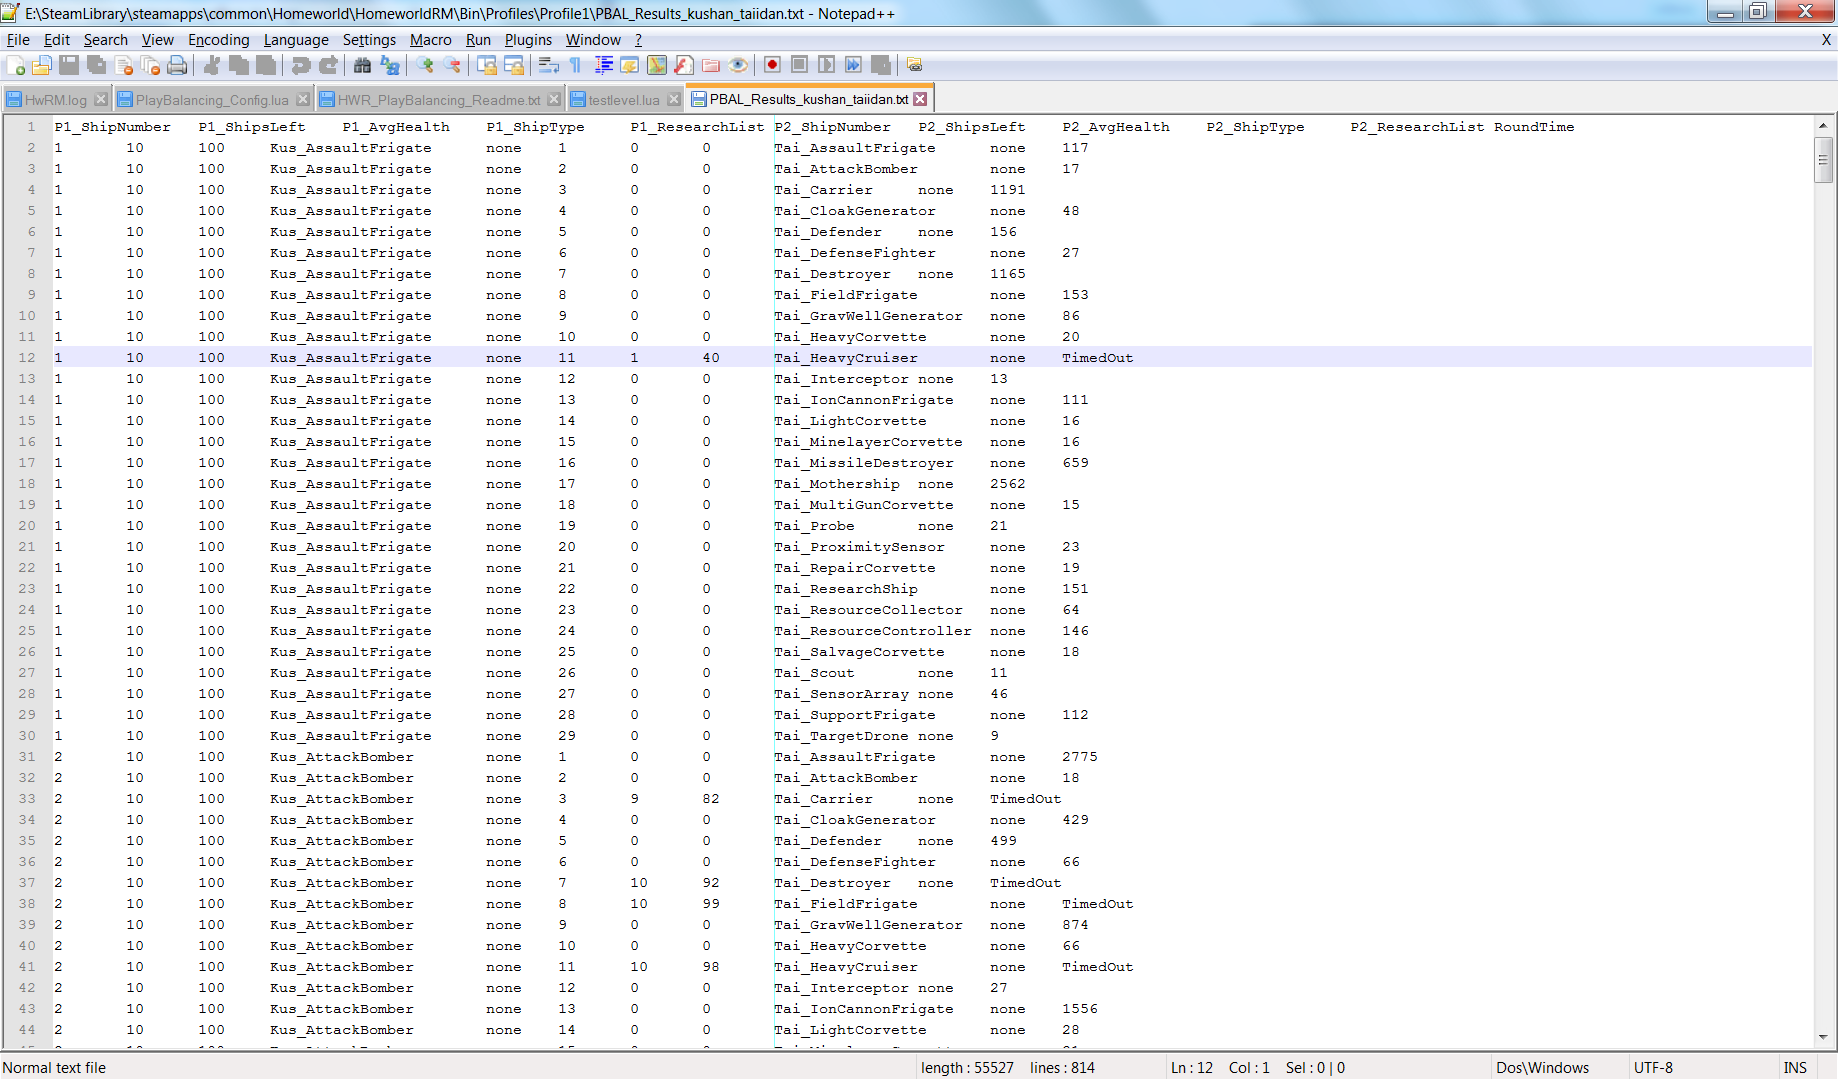 E:\SteamLibrary\steamapps\common\Homeworld\HomeworldRM\Bin\Profiles\Profile1\PBAL_Results_kushan_taiidan.txt - Notepad++
File Edit Search View Encoding Language Settings Macro Run Plugins Window ? X
HwRM.log PlayBalancing_Config.lua HWR_PlayBalancing_Readme.txt testlevel.lua PBAL_Results_kushan_taiidan.txt
1 P1_ShipNumber P1_ShipsLeft P1_AvgHealth P1_ShipType P1_ResearchList P2_ShipNumber P2_ShipsLeft P2_AvgHealth P2_ShipType P2_ResearchList RoundTime
2 1 10 100 Kus_AssaultFrigate none 1 0 0 Tai_AssaultFrigate none 117
3 1 10 100 Kus_AssaultFrigate none 2 0 0 Tai_AttackBomber none 17
4 1 10 100 Kus_AssaultFrigate none 3 0 0 Tai_Carrier none 1191
5 1 10 100 Kus_AssaultFrigate none 4 0 0 Tai_CloakGenerator none 48
6 1 10 100 Kus_AssaultFrigate none 5 0 0 Tai_Defender none 156
7 1 10 100 Kus_AssaultFrigate none 6 0 0 Tai_DefenseFighter none 27
8 1 10 100 Kus_AssaultFrigate none 7 0 0 Tai_Destroyer none 1165
9 1 10 100 Kus_AssaultFrigate none 8 0 0 Tai_FieldFrigate none 153
10 1 10 100 Kus_AssaultFrigate none 9 0 0 Tai_GravWellGenerator none 86
11 1 10 100 Kus_AssaultFrigate none 10 0 0 Tai_HeavyCorvette none 20
12 1 10 100 Kus_AssaultFrigate none 11 1 40 Tai_HeavyCruiser none TimedOut
13 1 10 100 Kus_AssaultFrigate none 12 0 0 Tai_Interceptor none 13
14 1 10 100 Kus_AssaultFrigate none 13 0 0 Tai_IonCannonFrigate none 111
15 1 10 100 Kus_AssaultFrigate none 14 0 0 Tai_LightCorvette none 16
16 1 10 100 Kus_AssaultFrigate none 15 0 0 Tai_MinelayerCorvette none 16
17 1 10 100 Kus_AssaultFrigate none 16 0 0 Tai_MissileDestroyer none 659
18 1 10 100 Kus_AssaultFrigate none 17 0 0 Tai_Mothership none 2562
19 1 10 100 Kus_AssaultFrigate none 18 0 0 Tai_MultiGunCorvette none 15
20 1 10 100 Kus_AssaultFrigate none 19 0 0 Tai_Probe none 21
21 1 10 100 Kus_AssaultFrigate none 20 0 0 Tai_ProximitySensor none 23
22 1 10 100 Kus_AssaultFrigate none 21 0 0 Tai_RepairCorvette none 19
23 1 10 100 Kus_AssaultFrigate none 22 0 0 Tai_ResearchShip none 151
24 1 10 100 Kus_AssaultFrigate none 23 0 0 Tai_ResourceCollector none 64
25 1 10 100 Kus_AssaultFrigate none 24 0 0 Tai_ResourceController none 146
26 1 10 100 Kus_AssaultFrigate none 25 0 0 Tai_SalvageCorvette none 18
27 1 10 100 Kus_AssaultFrigate none 26 0 0 Tai_Scout none 11
28 1 10 100 Kus_AssaultFrigate none 27 0 0 Tai_SensorArray none 46
29 1 10 100 Kus_AssaultFrigate none 28 0 0 Tai_SupportFrigate none 112
30 1 10 100 Kus_AssaultFrigate none 29 0 0 Tai_TargetDrone none 9
31 2 10 100 Kus_AttackBomber none 1 0 0 Tai_AssaultFrigate none 2775
32 2 10 100 Kus_AttackBomber none 2 0 0 Tai_AttackBomber none 18
33 2 10 100 Kus_AttackBomber none 3 9 82 Tai_Carrier none TimedOut
34 2 10 100 Kus_AttackBomber none 4 0 0 Tai_CloakGenerator none 429
35 2 10 100 Kus_AttackBomber none 5 0 0 Tai_Defender none 499
36 2 10 100 Kus_AttackBomber none 6 0 0 Tai_DefenseFighter none 66
37 2 10 100 Kus_AttackBomber none 7 10 92 Tai_Destroyer none TimedOut
38 2 10 100 Kus_AttackBomber none 8 10 99 Tai_FieldFrigate none TimedOut
39 2 10 100 Kus_AttackBomber none 9 0 0 Tai_GravWellGenerator none 874
40 2 10 100 Kus_AttackBomber none 10 0 0 Tai_HeavyCorvette none 66
41 2 10 100 Kus_AttackBomber none 11 10 98 Tai_HeavyCruiser none TimedOut
42 2 10 100 Kus_AttackBomber none 12 0 0 Tai_Interceptor none 27
43 2 10 100 Kus_AttackBomber none 13 0 0 Tai_IonCannonFrigate none 1556
44 2 10 100 Kus_AttackBomber none 14 0 0 Tai_LightCorvette none 28
Normal text file length : 55527 lines : 814 Ln : 12 Col : 1 Sel : 0 | 0 Dos\Windows UTF-8 INS